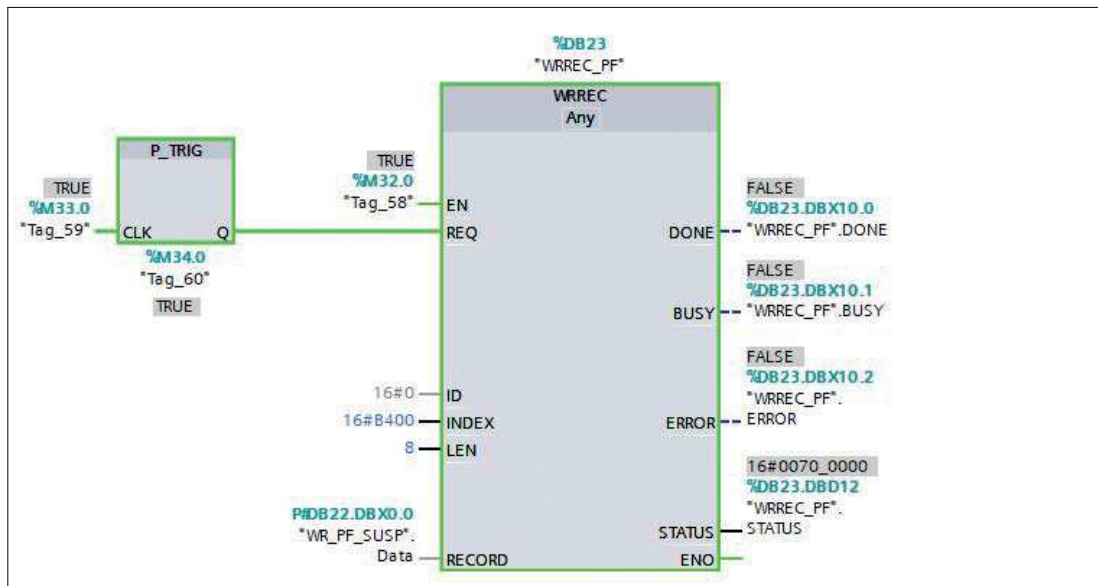 %DB23
"WRREC_PF"
WRREC
Any
P_TRIG
TRUE
%M33.0
"Tag_59"
CLK
Q
%M34.0
"Tag_60"
TRUE
TRUE
%M32.0
"Tag_58"
EN
REQ
16#0
ID
16#B400
INDEX
8
LEN
P#DB22.DBX0.0
"WR_PF_SUSP".
Data
RECORD
FALSE
%DB23.DBX10.0
DONE
"WRREC_PF".DONE
FALSE
%DB23.DBX10.1
BUSY
"WRREC_PF".BUSY
FALSE
%DB23.DBX10.2
"WRREC_PF".
ERROR
ERROR
16#0070_0000
%DB23.DBD12
"WRREC_PF".
STATUS
STATUS
ENO